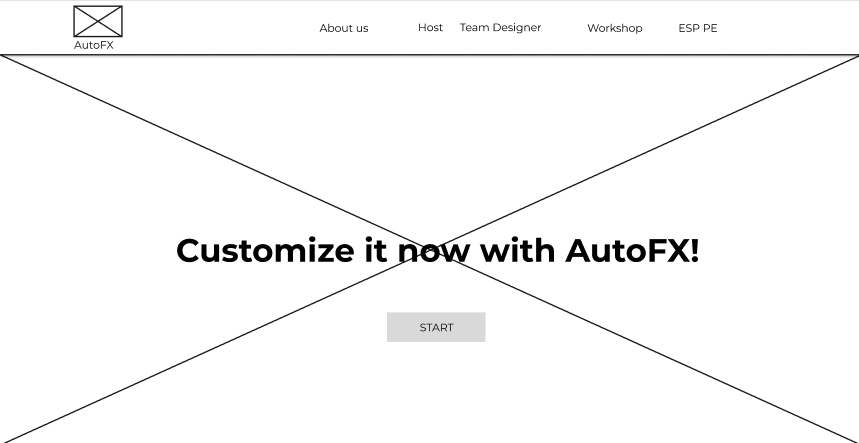 AutoFX
About us Host Team Designer Workshop ESP PE
Customize it now with AutoFX!
START